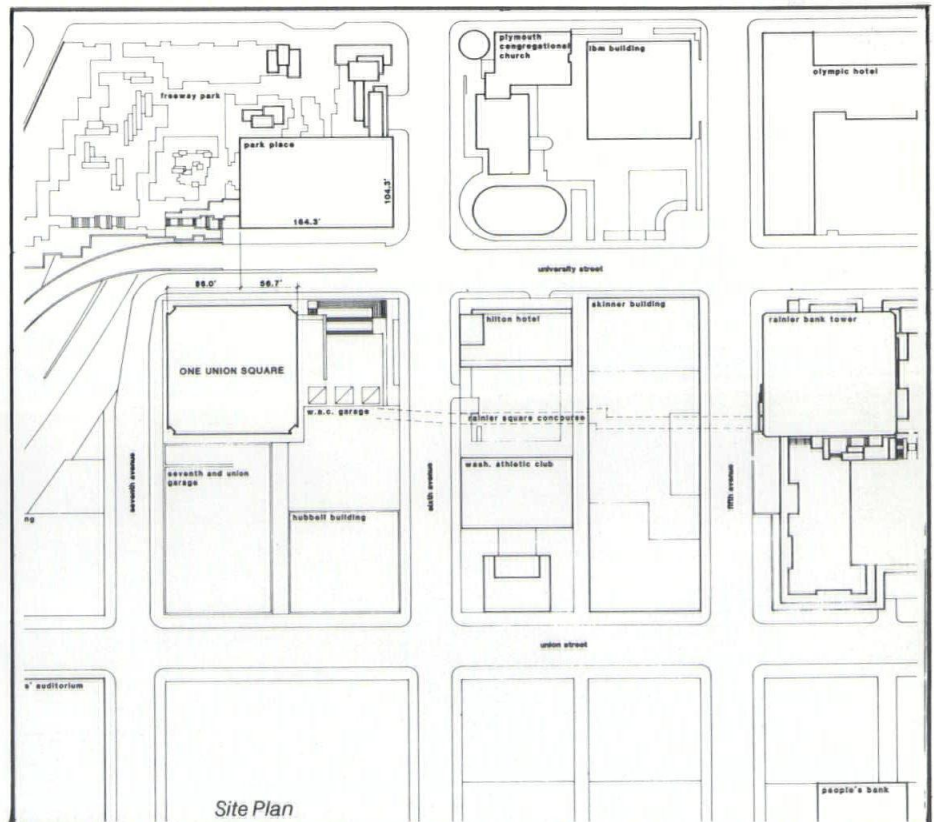 plymouth
congregational
church
ibm building
olympic hotel
freeway park
park place
104.3'
164.3'
university street
86.0'
56.7'
hilton hotel
skinner building
rainier bank tower
ONE UNION SQUARE
w.a.c. garage
rainier square concourse
seventh avenue
sixth avenue
fifth avenue
seventh and union
garage
wash. athletic club
ng
hubbell building
union street
s' auditorium
people's bank
Site Plan